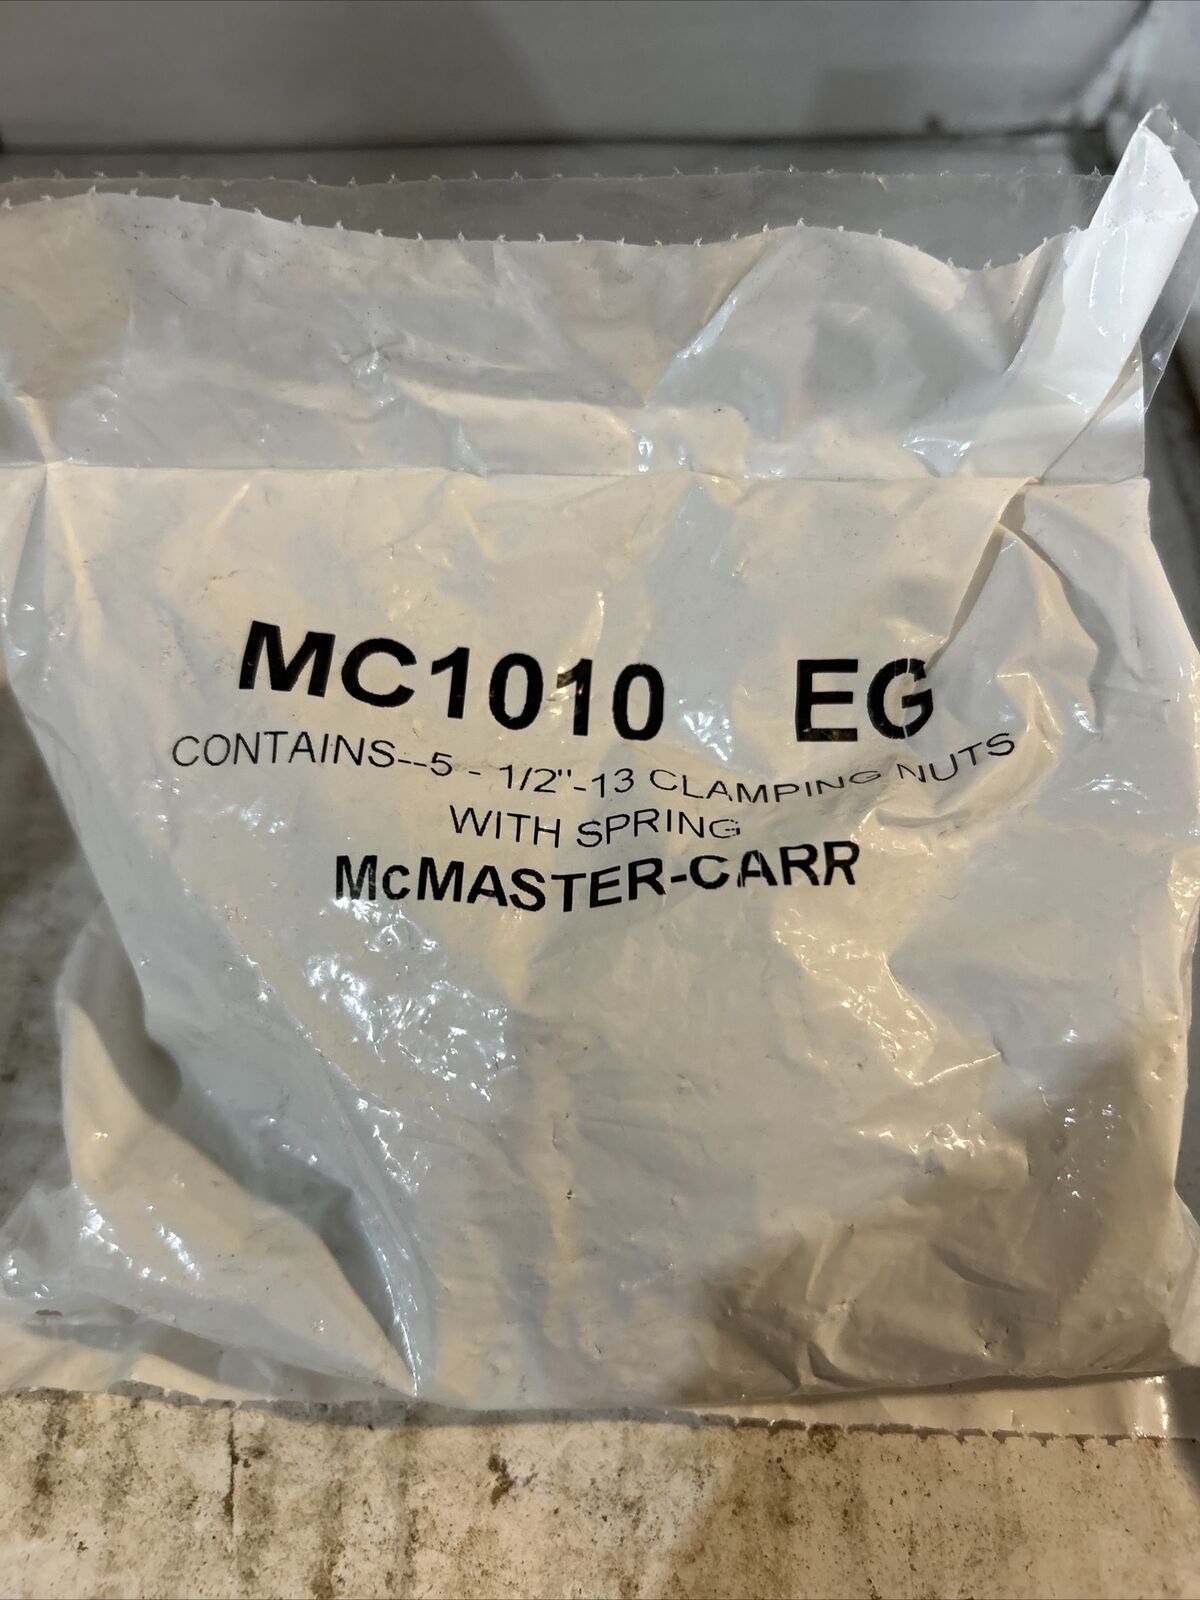 MC1010 EG
CONTAINS--5 - 1/2"-13 CLAMPING NUTS
WITH SPRING
McMASTER-CARR